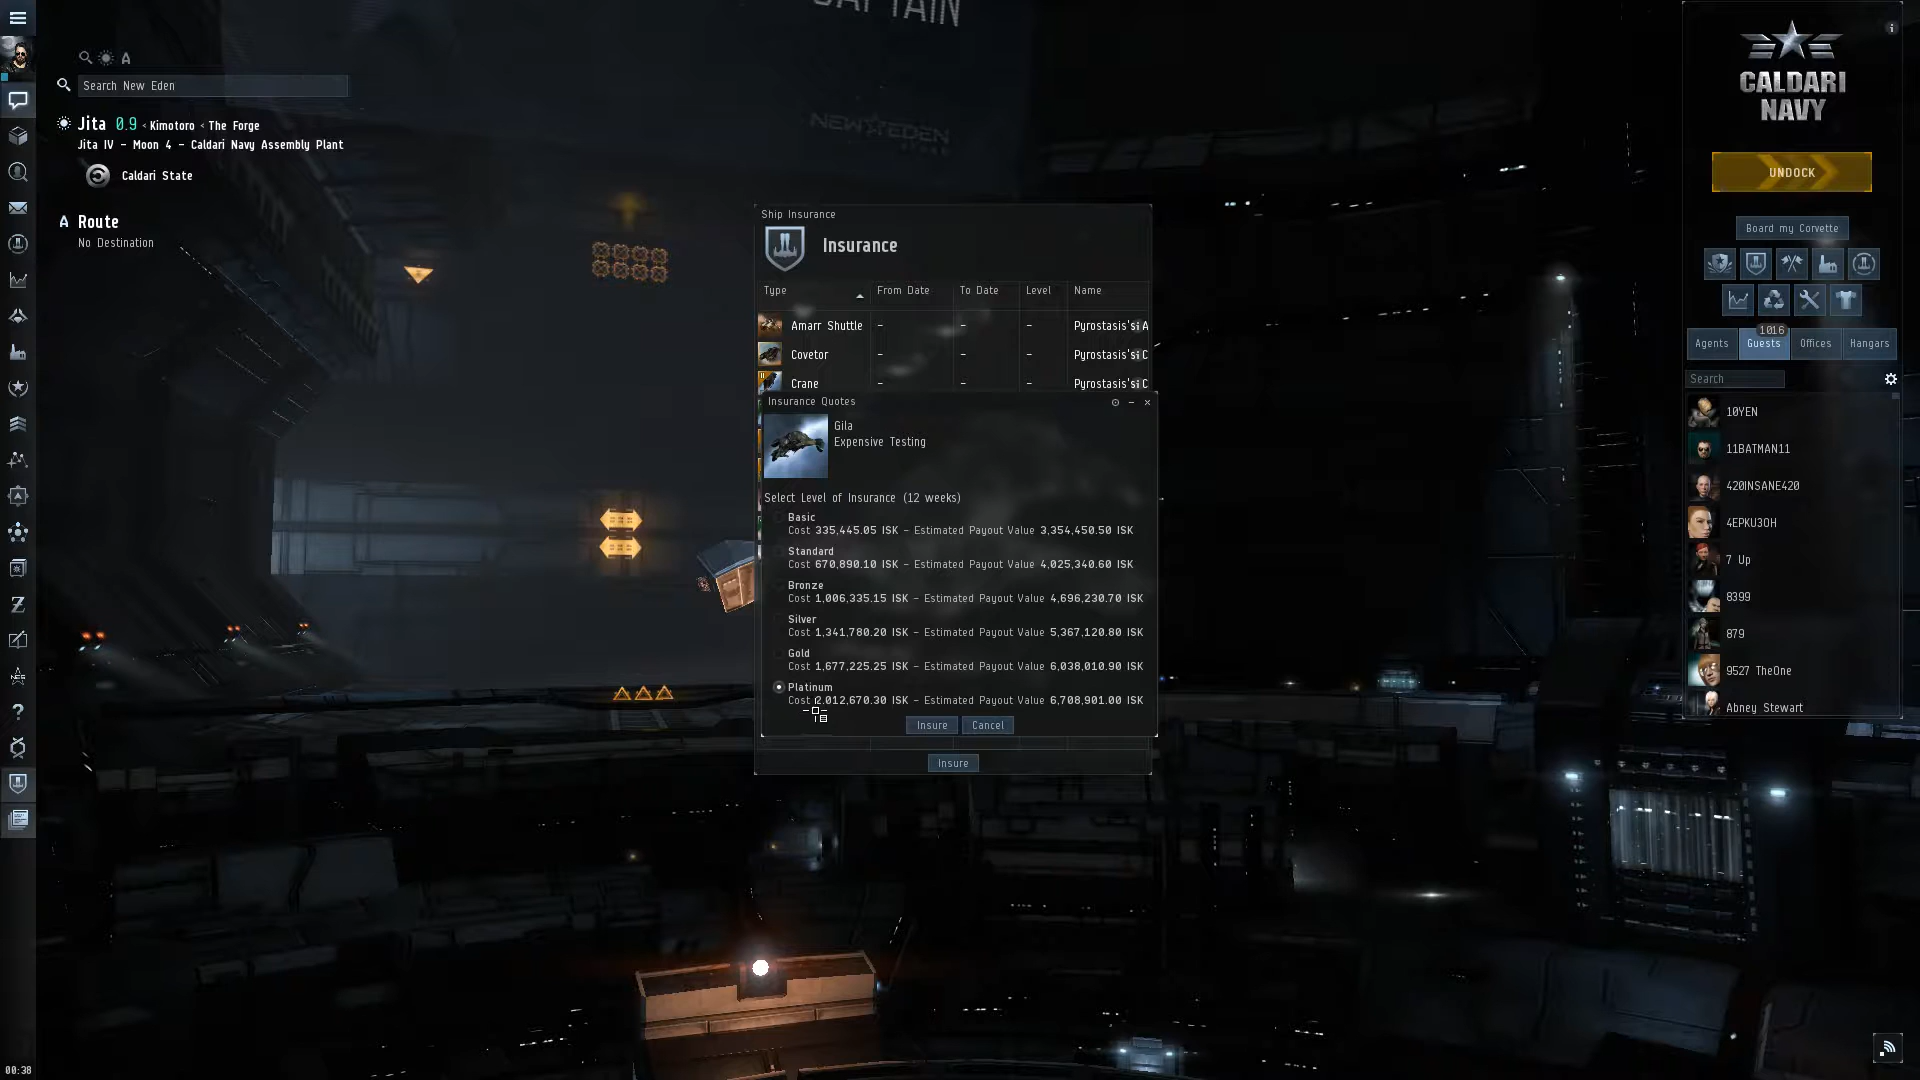 CAPTAIN
NEW EDEN
STORE
Search New Eden
Jita 0.9 < Kimotoro < The Forge
Jita IV - Moon 4 - Caldari Navy Assembly Plant
Caldari State
A Route
No Destination
Ship Insurance
Insurance
Type From Date To Date Level Name
Amarr Shuttle - - - Pyrostasis's A
Covetor - - - Pyrostasis's C
Crane - - - Pyrostasis's C
Insurance Quotes
Gila
Expensive Testing
Select Level of Insurance (12 weeks)
Basic
Cost 335,445.05 ISK - Estimated Payout Value 3,354,450.50 ISK
Standard
Cost 670,890.10 ISK - Estimated Payout Value 4,025,340.60 ISK
Bronze
Cost 1,006,335.15 ISK - Estimated Payout Value 4,696,230.70 ISK
Silver
Cost 1,341,780.20 ISK - Estimated Payout Value 5,367,120.80 ISK
Gold
Cost 1,677,225.25 ISK - Estimated Payout Value 6,038,010.90 ISK
Platinum
Cost 2,012,670.30 ISK - Estimated Payout Value 6,708,901.00 ISK
Insure Cancel
Insure
CALDARI
NAVY
UNDOCK
Board my Corvette
1016
Agents Guests Offices Hangars
Search
10YEN
11BATMAN11
420INSANE420
4EPKU3OH
7 Up
8399
879
9527 TheOne
Abney Stewart
00:38